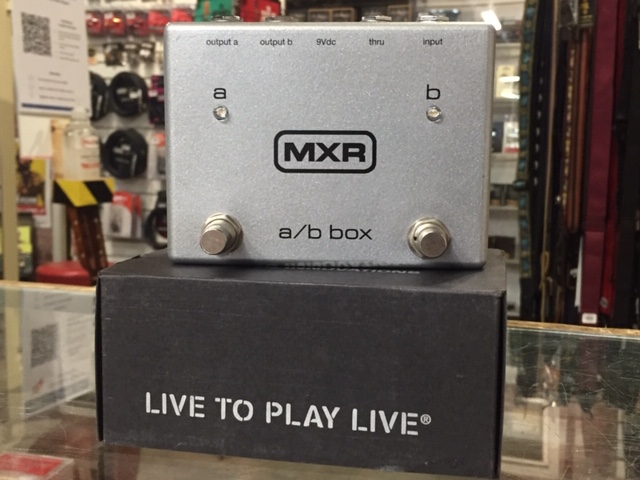 output a output b 9Vdc thru input
a b
MXR
a/b box
LIVE TO PLAY LIVE®